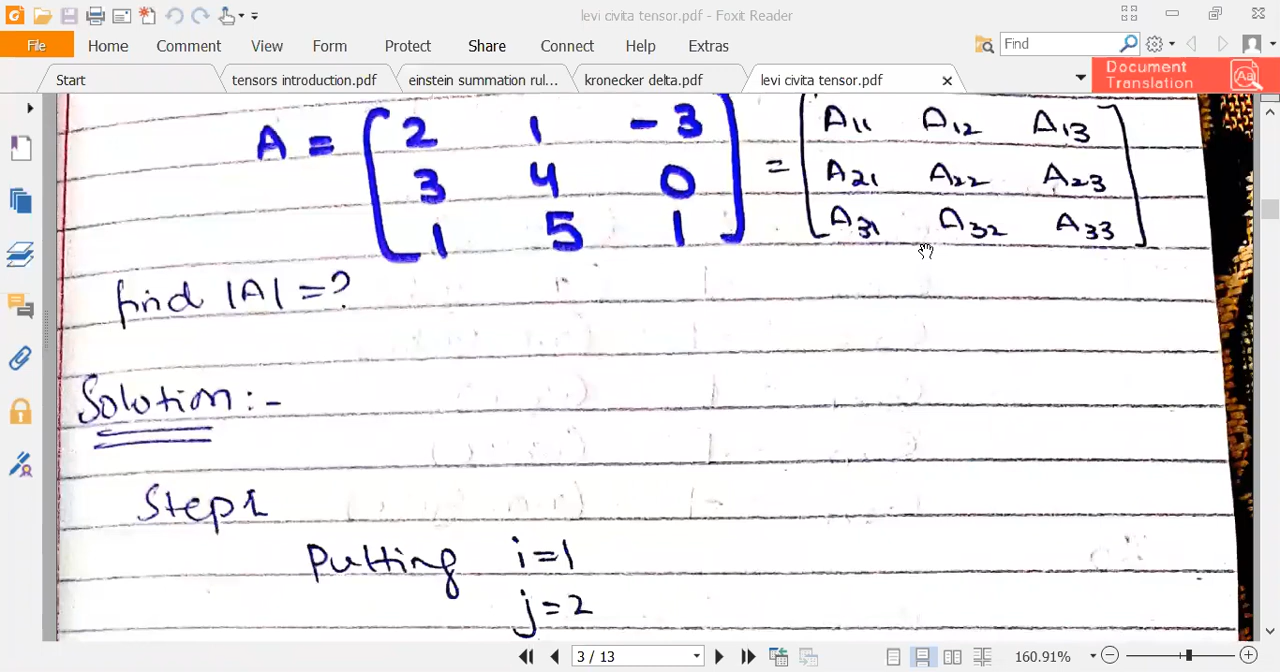 levi civita tensor.pdf - Foxit Reader
File Home Comment View Form Protect Share Connect Help Extras Find
Start tensors introduction.pdf einstein summation rul... kronecker delta.pdf levi civita tensor.pdf Document
Translation
A = [ 2 1 -3 = [ A11 A12 A13
3 4 0 A21 A22 A23
1 5 1 ] A31 A32 A33 ]
find |A| = ?
Solution:-
Step 1
Putting i=1
j=2
3 / 13 160.91%